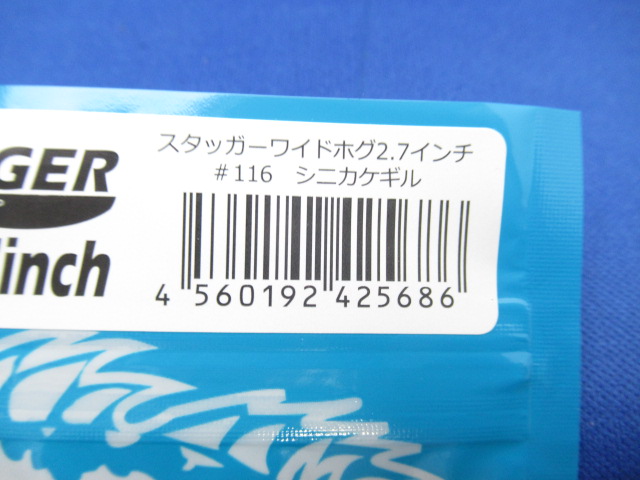 スタッガーワイドホグ2.7インチ
#116 シニカケギル
GER
inch
4 560192 425686